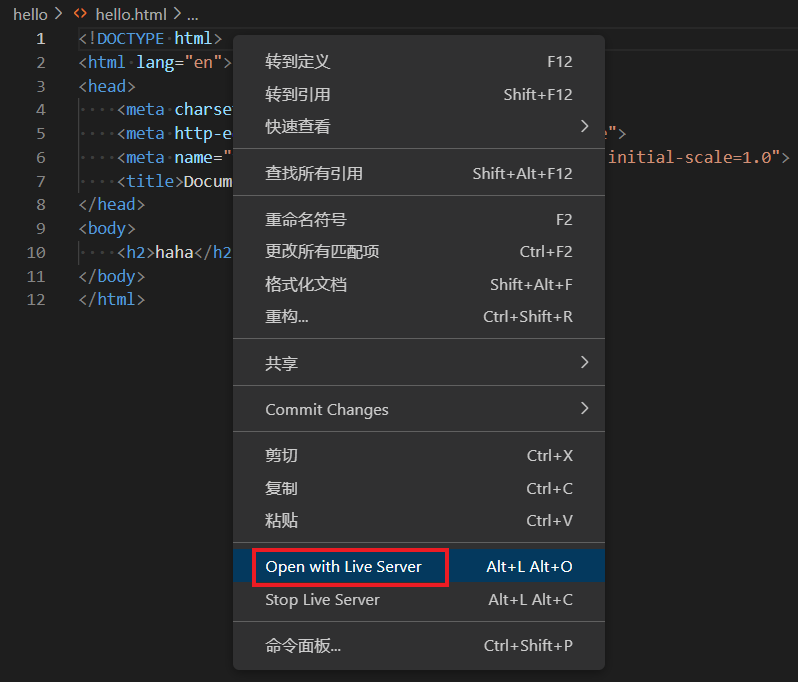 hello > hello.html > ...
1 <!DOCTYPE html>
2 <html lang="en">
3 <head>
4 <meta charse
5 <meta http-e e">
6 <meta name=" initial-scale=1.0">
7 <title>Docum
8 </head>
9 <body>
10 <h2>haha</h2
11 </body>
12 </html>
转到定义 F12
转到引用 Shift+F12
快速查看
查找所有引用 Shift+Alt+F12
重命名符号 F2
更改所有匹配项 Ctrl+F2
格式化文档 Shift+Alt+F
重构... Ctrl+Shift+R
共享
Commit Changes
剪切 Ctrl+X
复制 Ctrl+C
粘贴 Ctrl+V
Open with Live Server Alt+L Alt+O
Stop Live Server Alt+L Alt+C
命令面板... Ctrl+Shift+P